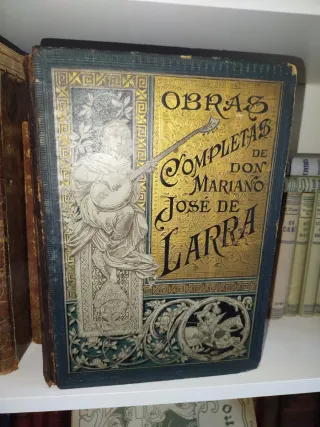 OBRAS
COMPLETAS
DE
DON
MARIANO
JOSÉ DE
LARRA